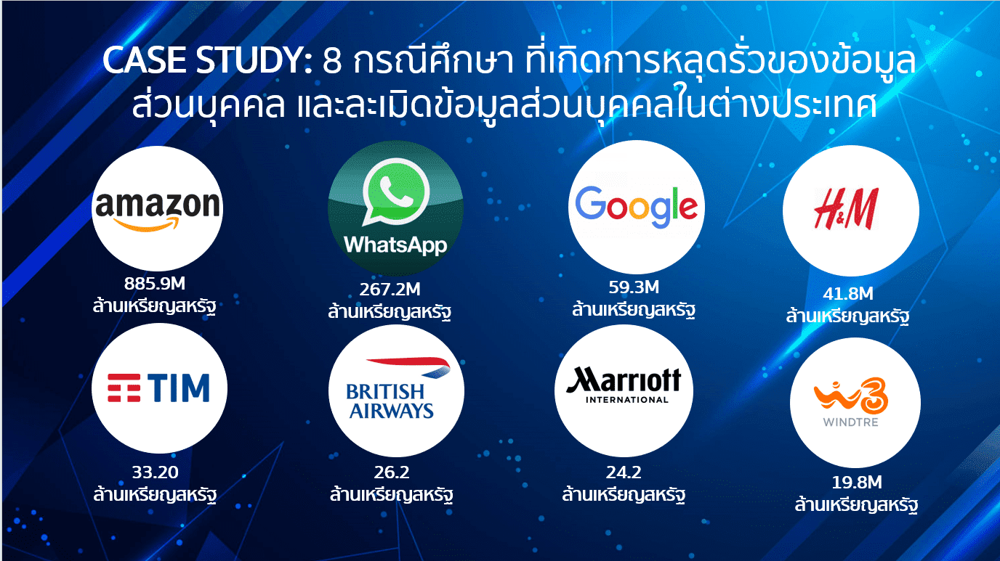 CASE STUDY: 8 กรณีศึกษา ที่เกิดการหลุดรั่วของข้อมูล
ส่วนบุคคล และละเมิดข้อมูลส่วนบุคคลในต่างประเทศ
amazon
885.9M
ล้านเหรียญสหรัฐ
WhatsApp
267.2M
ล้านเหรียญสหรัฐ
Google
59.3M
ล้านเหรียญสหรัฐ
H&M
41.8M
ล้านเหรียญสหรัฐ
TIM
33.20
ล้านเหรียญสหรัฐ
BRITISH
AIRWAYS
26.2
ล้านเหรียญสหรัฐ
Marriott
INTERNATIONAL
24.2
ล้านเหรียญสหรัฐ
W3
WINDTRE
19.8M
ล้านเหรียญสหรัฐ